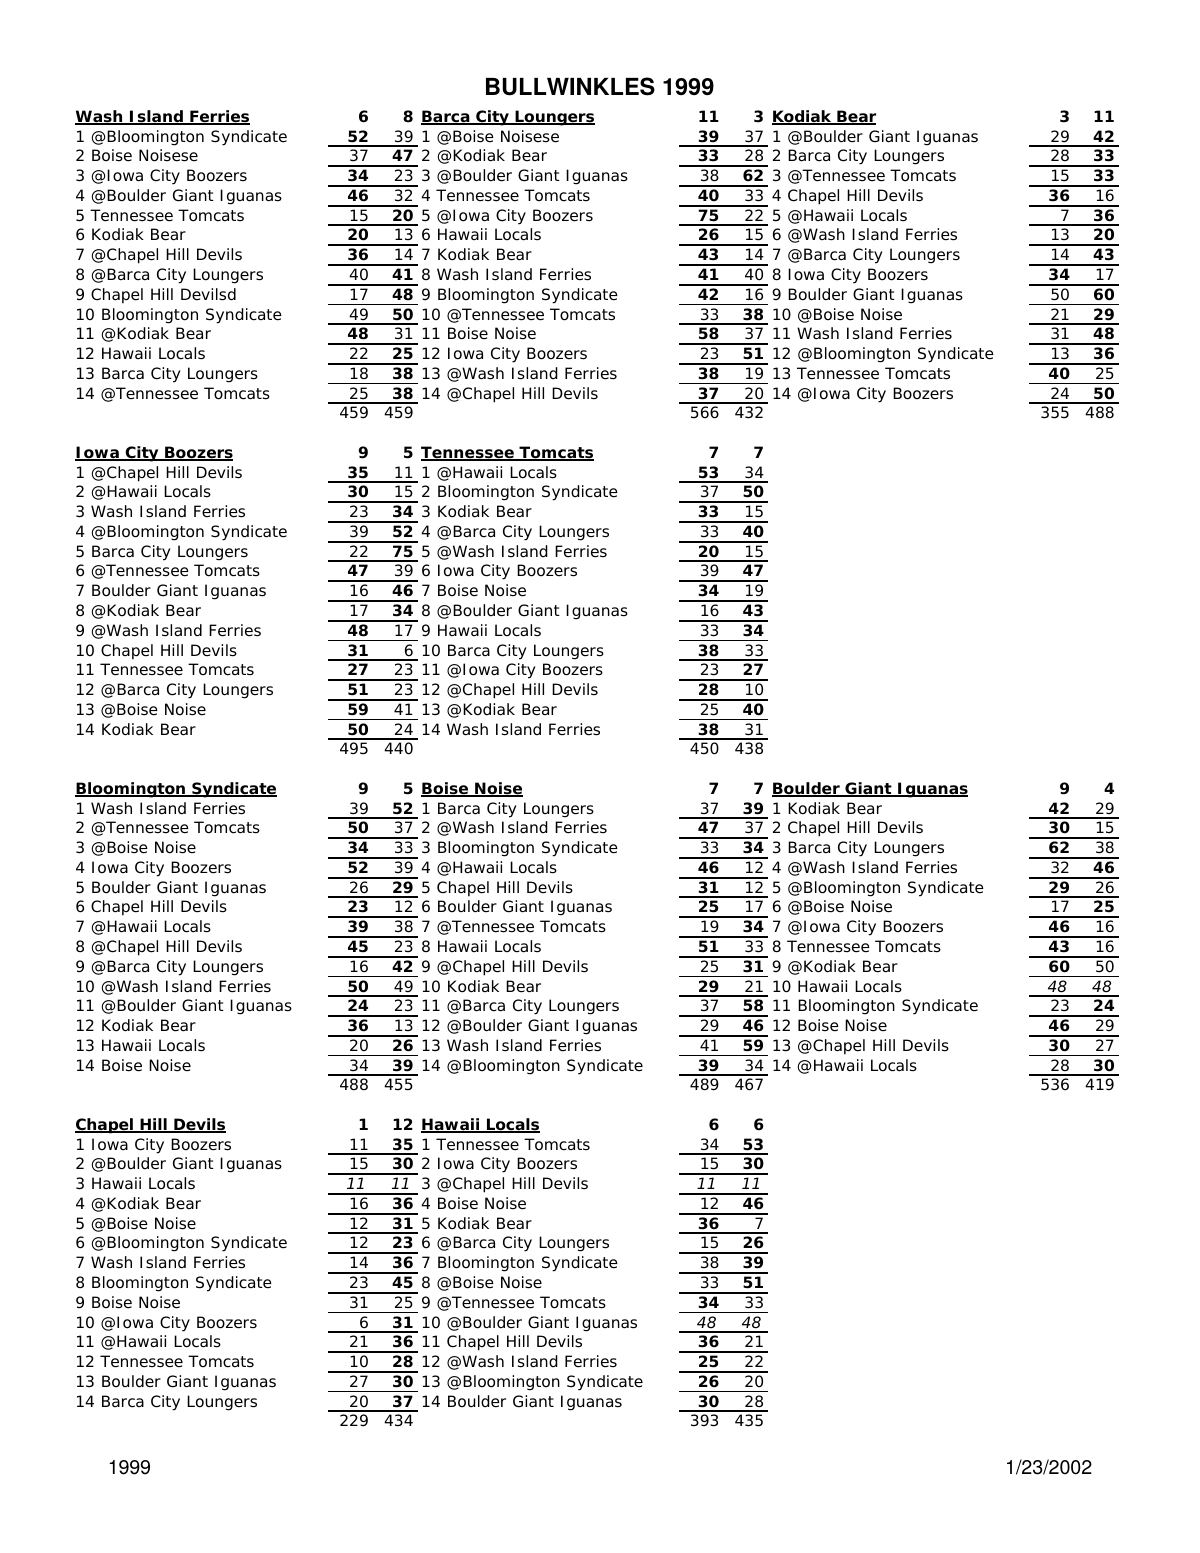 BULLWINKLES 1999
Wash Island Ferries 6 8 Barca City Loungers 11 3 Kodiak Bear 3 11
1 @Bloomington Syndicate 52 39 1 @Boise Noisese 39 37 1 @Boulder Giant Iguanas 29 42
2 Boise Noisese 37 47 2 @Kodiak Bear 33 28 2 Barca City Loungers 28 33
3 @Iowa City Boozers 34 23 3 @Boulder Giant Iguanas 38 62 3 @Tennessee Tomcats 15 33
4 @Boulder Giant Iguanas 46 32 4 Tennessee Tomcats 40 33 4 Chapel Hill Devils 36 16
5 Tennessee Tomcats 15 20 5 @Iowa City Boozers 75 22 5 @Hawaii Locals 7 36
6 Kodiak Bear 20 13 6 Hawaii Locals 26 15 6 @Wash Island Ferries 13 20
7 @Chapel Hill Devils 36 14 7 Kodiak Bear 43 14 7 @Barca City Loungers 14 43
8 @Barca City Loungers 40 41 8 Wash Island Ferries 41 40 8 Iowa City Boozers 34 17
9 Chapel Hill Devilsd 17 48 9 Bloomington Syndicate 42 16 9 Boulder Giant Iguanas 50 60
10 Bloomington Syndicate 49 50 10 @Tennessee Tomcats 33 38 10 @Boise Noise 21 29
11 @Kodiak Bear 48 31 11 Boise Noise 58 37 11 Wash Island Ferries 31 48
12 Hawaii Locals 22 25 12 Iowa City Boozers 23 51 12 @Bloomington Syndicate 13 36
13 Barca City Loungers 18 38 13 @Wash Island Ferries 38 19 13 Tennessee Tomcats 40 25
14 @Tennessee Tomcats 25 38 14 @Chapel Hill Devils 37 20 14 @Iowa City Boozers 24 50
459 459 566 432 355 488
Iowa City Boozers 9 5 Tennessee Tomcats 7 7
1 @Chapel Hill Devils 35 11 1 @Hawaii Locals 53 34
2 @Hawaii Locals 30 15 2 Bloomington Syndicate 37 50
3 Wash Island Ferries 23 34 3 Kodiak Bear 33 15
4 @Bloomington Syndicate 39 52 4 @Barca City Loungers 33 40
5 Barca City Loungers 22 75 5 @Wash Island Ferries 20 15
6 @Tennessee Tomcats 47 39 6 Iowa City Boozers 39 47
7 Boulder Giant Iguanas 16 46 7 Boise Noise 34 19
8 @Kodiak Bear 17 34 8 @Boulder Giant Iguanas 16 43
9 @Wash Island Ferries 48 17 9 Hawaii Locals 33 34
10 Chapel Hill Devils 31 6 10 Barca City Loungers 38 33
11 Tennessee Tomcats 27 23 11 @Iowa City Boozers 23 27
12 @Barca City Loungers 51 23 12 @Chapel Hill Devils 28 10
13 @Boise Noise 59 41 13 @Kodiak Bear 25 40
14 Kodiak Bear 50 24 14 Wash Island Ferries 38 31
495 440 450 438
Bloomington Syndicate 9 5 Boise Noise 7 7 Boulder Giant Iguanas 9 4
1 Wash Island Ferries 39 52 1 Barca City Loungers 37 39 1 Kodiak Bear 42 29
2 @Tennessee Tomcats 50 37 2 @Wash Island Ferries 47 37 2 Chapel Hill Devils 30 15
3 @Boise Noise 34 33 3 Bloomington Syndicate 33 34 3 Barca City Loungers 62 38
4 Iowa City Boozers 52 39 4 @Hawaii Locals 46 12 4 @Wash Island Ferries 32 46
5 Boulder Giant Iguanas 26 29 5 Chapel Hill Devils 31 12 5 @Bloomington Syndicate 29 26
6 Chapel Hill Devils 23 12 6 Boulder Giant Iguanas 25 17 6 @Boise Noise 17 25
7 @Hawaii Locals 39 38 7 @Tennessee Tomcats 19 34 7 @Iowa City Boozers 46 16
8 @Chapel Hill Devils 45 23 8 Hawaii Locals 51 33 8 Tennessee Tomcats 43 16
9 @Barca City Loungers 16 42 9 @Chapel Hill Devils 25 31 9 @Kodiak Bear 60 50
10 @Wash Island Ferries 50 49 10 Kodiak Bear 29 21 10 Hawaii Locals 48 48
11 @Boulder Giant Iguanas 24 23 11 @Barca City Loungers 37 58 11 Bloomington Syndicate 23 24
12 Kodiak Bear 36 13 12 @Boulder Giant Iguanas 29 46 12 Boise Noise 46 29
13 Hawaii Locals 20 26 13 Wash Island Ferries 41 59 13 @Chapel Hill Devils 30 27
14 Boise Noise 34 39 14 @Bloomington Syndicate 39 34 14 @Hawaii Locals 28 30
488 455 489 467 536 419
Chapel Hill Devils 1 12 Hawaii Locals 6 6
1 Iowa City Boozers 11 35 1 Tennessee Tomcats 34 53
2 @Boulder Giant Iguanas 15 30 2 Iowa City Boozers 15 30
3 Hawaii Locals 11 11 3 @Chapel Hill Devils 11 11
4 @Kodiak Bear 16 36 4 Boise Noise 12 46
5 @Boise Noise 12 31 5 Kodiak Bear 36 7
6 @Bloomington Syndicate 12 23 6 @Barca City Loungers 15 26
7 Wash Island Ferries 14 36 7 Bloomington Syndicate 38 39
8 Bloomington Syndicate 23 45 8 @Boise Noise 33 51
9 Boise Noise 31 25 9 @Tennessee Tomcats 34 33
10 @Iowa City Boozers 6 31 10 @Boulder Giant Iguanas 48 48
11 @Hawaii Locals 21 36 11 Chapel Hill Devils 36 21
12 Tennessee Tomcats 10 28 12 @Wash Island Ferries 25 22
13 Boulder Giant Iguanas 27 30 13 @Bloomington Syndicate 26 20
14 Barca City Loungers 20 37 14 Boulder Giant Iguanas 30 28
229 434 393 435
1999 1/23/2002